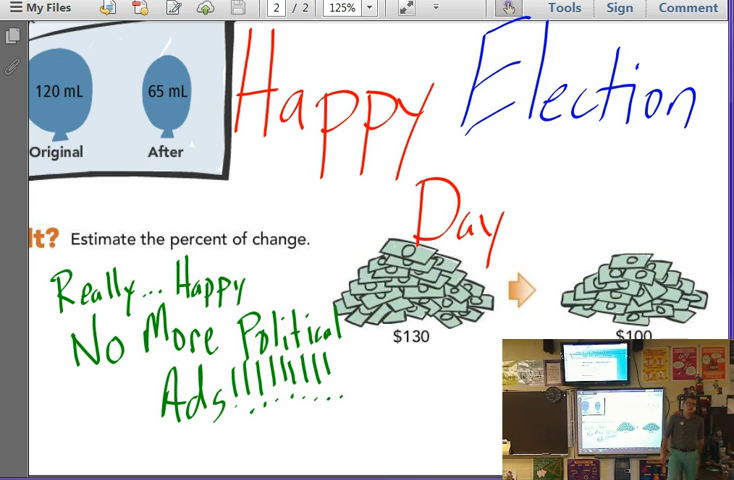 My Files 2 / 2 125% Tools Sign Comment
120 mL 65 mL
Original After
Happy Election
Day
It? Estimate the percent of change.
Really... Happy
No More Political
Ads!!!!!!!!!
$130 $100